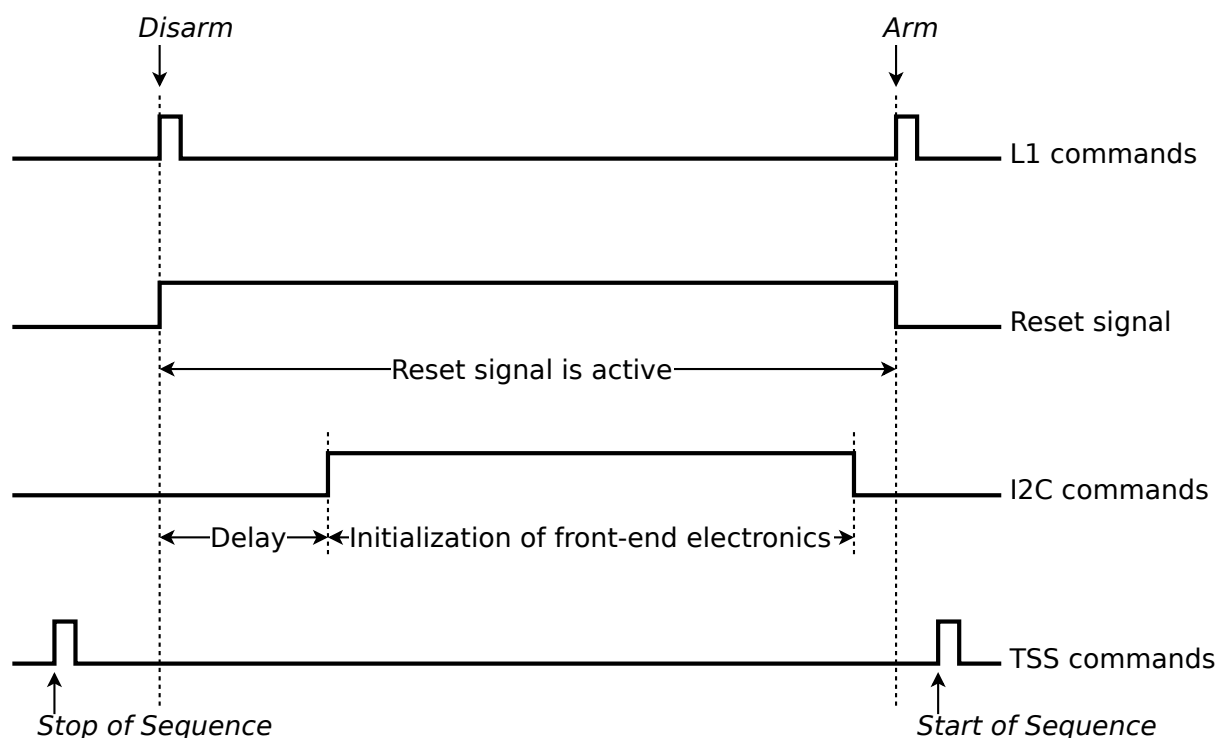 Disarm
Arm
L1 commands
Reset signal
Reset signal is active
I2C commands
Delay
Initialization of front-end electronics
TSS commands
Stop of Sequence
Start of Sequence